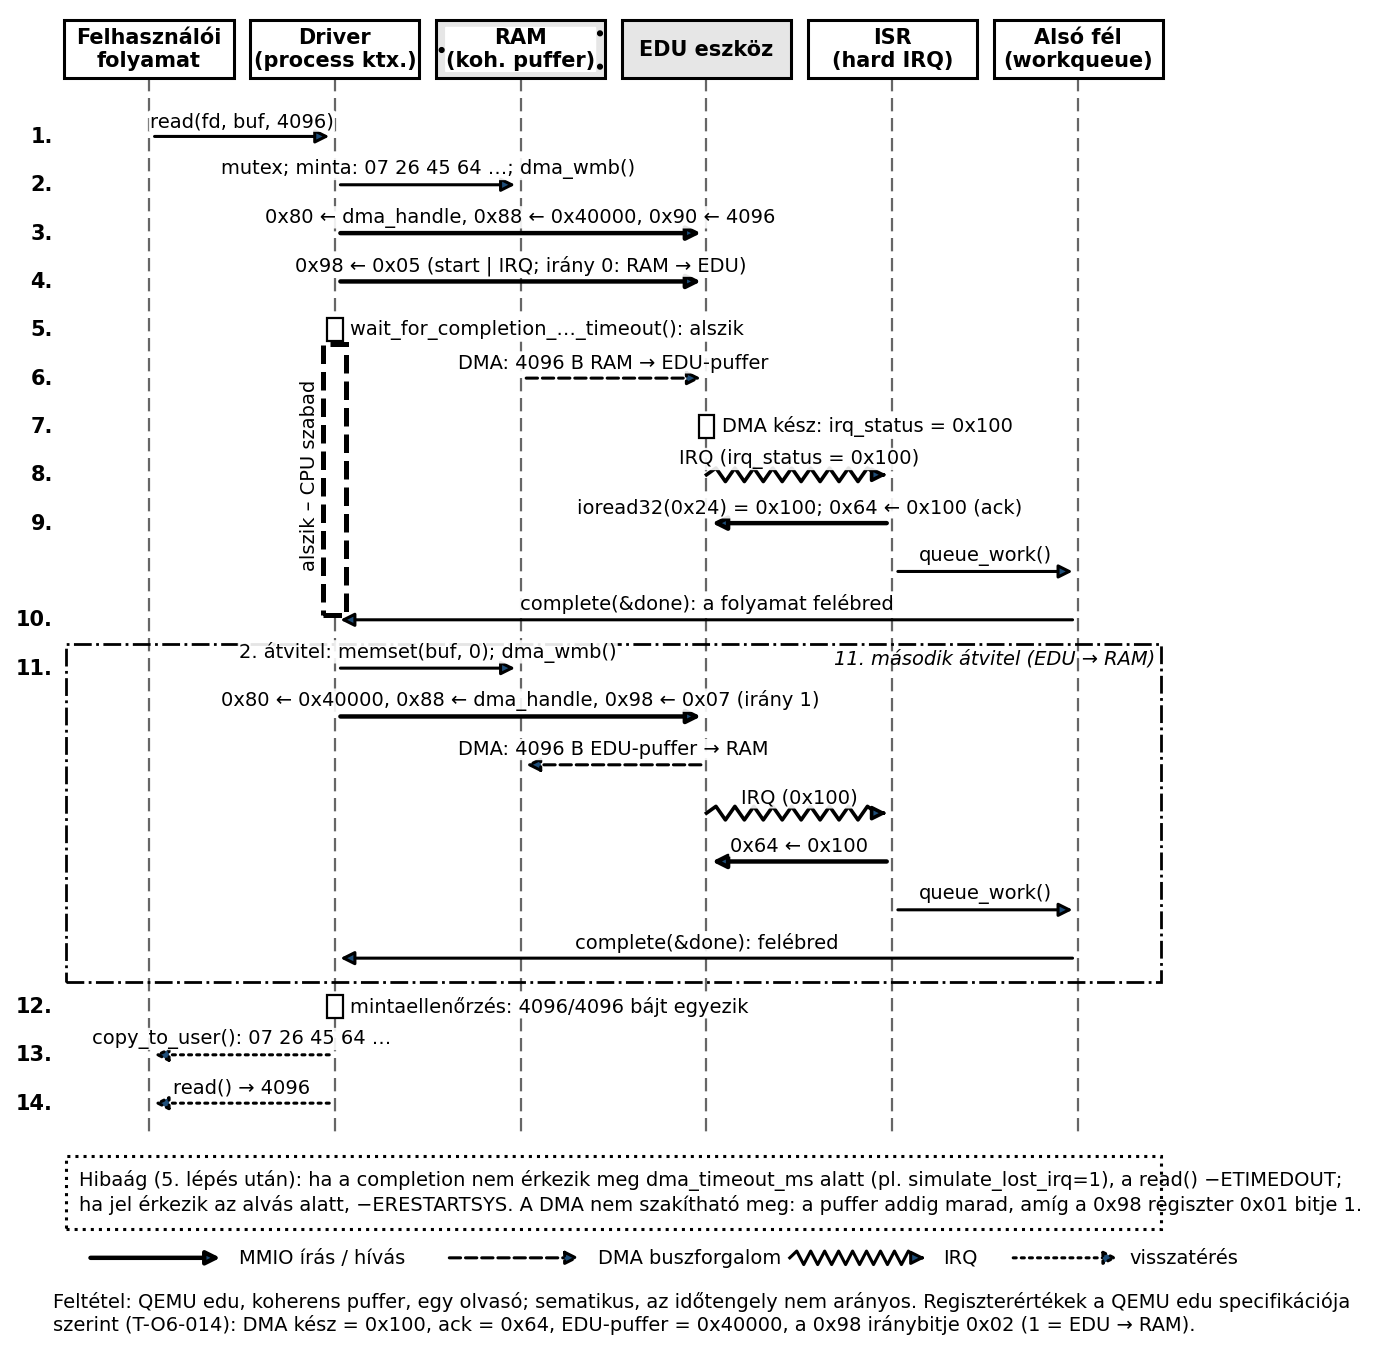 Felhasználói
folyamat
Driver
(process ktx.)
RAM
(koh. puffer)
EDU eszköz
ISR
(hard IRQ)
Alsó fél
(workqueue)
1.
read(fd, buf, 4096)
2.
mutex; minta: 07 26 45 64 …; dma_wmb()
3.
0x80 ← dma_handle, 0x88 ← 0x40000, 0x90 ← 4096
4.
0x98 ← 0x05 (start | IRQ; irány 0: RAM → EDU)
5.
wait_for_completion_…_timeout(): alszik
alszik – CPU szabad
6.
DMA: 4096 B RAM → EDU-puffer
7.
DMA kész: irq_status = 0x100
8.
IRQ (irq_status = 0x100)
9.
ioread32(0x24) = 0x100; 0x64 ← 0x100 (ack)
queue_work()
10.
complete(&done): a folyamat felébred
11.
2. átvitel: memset(buf, 0); dma_wmb()
11. második átvitel (EDU → RAM)
0x80 ← 0x40000, 0x88 ← dma_handle, 0x98 ← 0x07 (irány 1)
DMA: 4096 B EDU-puffer → RAM
IRQ (0x100)
0x64 ← 0x100
queue_work()
complete(&done): felébred
12.
mintaellenőrzés: 4096/4096 bájt egyezik
13.
copy_to_user(): 07 26 45 64 …
14.
read() → 4096
Hibaág (5. lépés után): ha a completion nem érkezik meg dma_timeout_ms alatt (pl. simulate_lost_irq=1), a read() −ETIMEDOUT;
ha jel érkezik az alvás alatt, −ERESTARTSYS. A DMA nem szakítható meg: a puffer addig marad, amíg a 0x98 regiszter 0x01 bitje 1.
MMIO írás / hívás
DMA buszforgalom
IRQ
visszatérés
Feltétel: QEMU edu, koherens puffer, egy olvasó; sematikus, az időtengely nem arányos. Regiszterértékek a QEMU edu specifikációja
szerint (T-O6-014): DMA kész = 0x100, ack = 0x64, EDU-puffer = 0x40000, a 0x98 iránybitje 0x02 (1 = EDU → RAM).